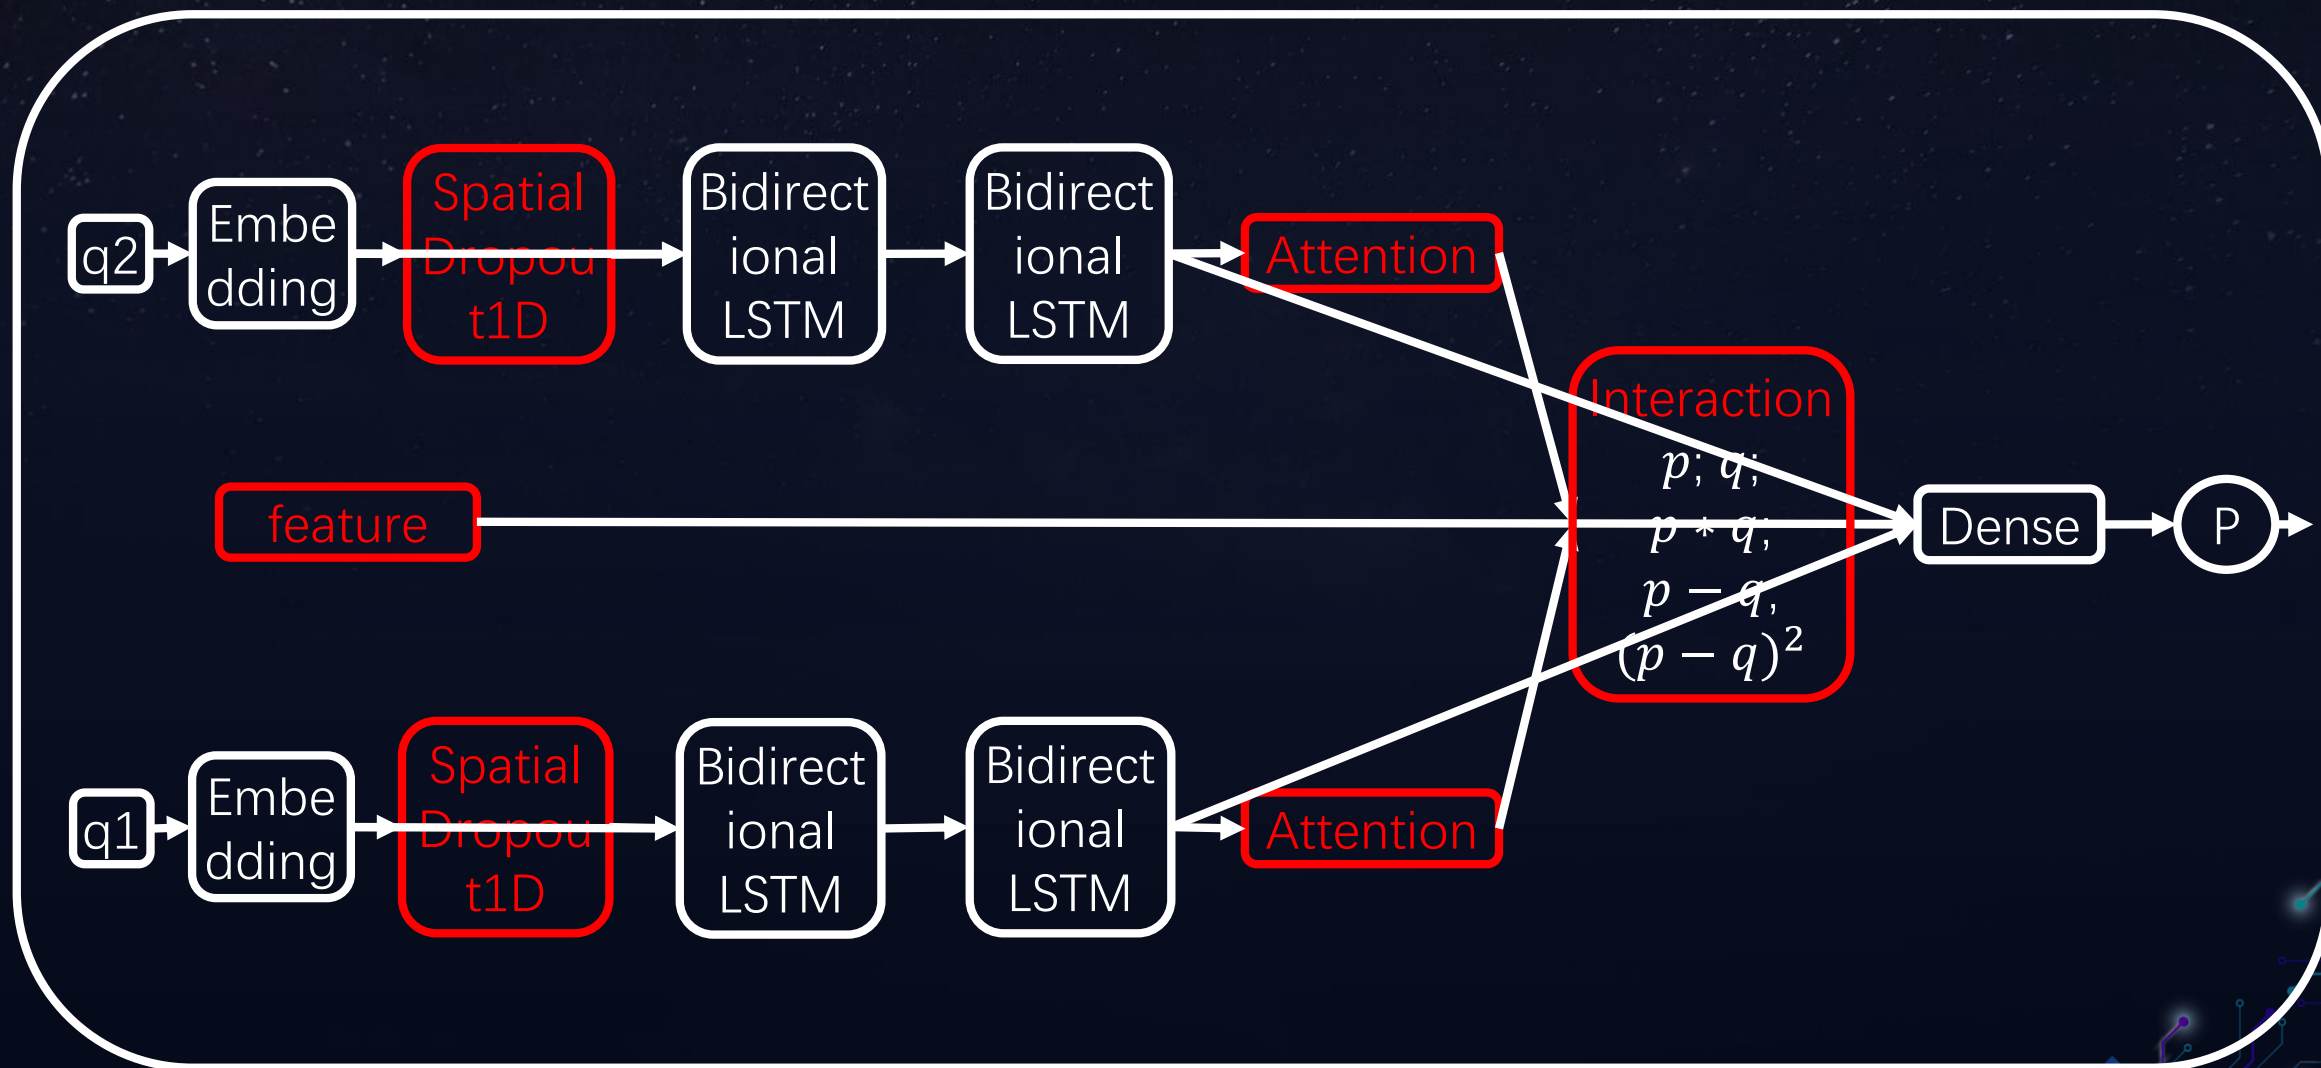 q2
Embe
dding
Spatial
Dropou
t1D
Bidirect
ional
LSTM
Bidirect
ional
LSTM
Attention
feature
Interaction
p; q;
p * q;
p − q,
(p − q)²
Dense
P
q1
Embe
dding
Spatial
Dropou
t1D
Bidirect
ional
LSTM
Bidirect
ional
LSTM
Attention